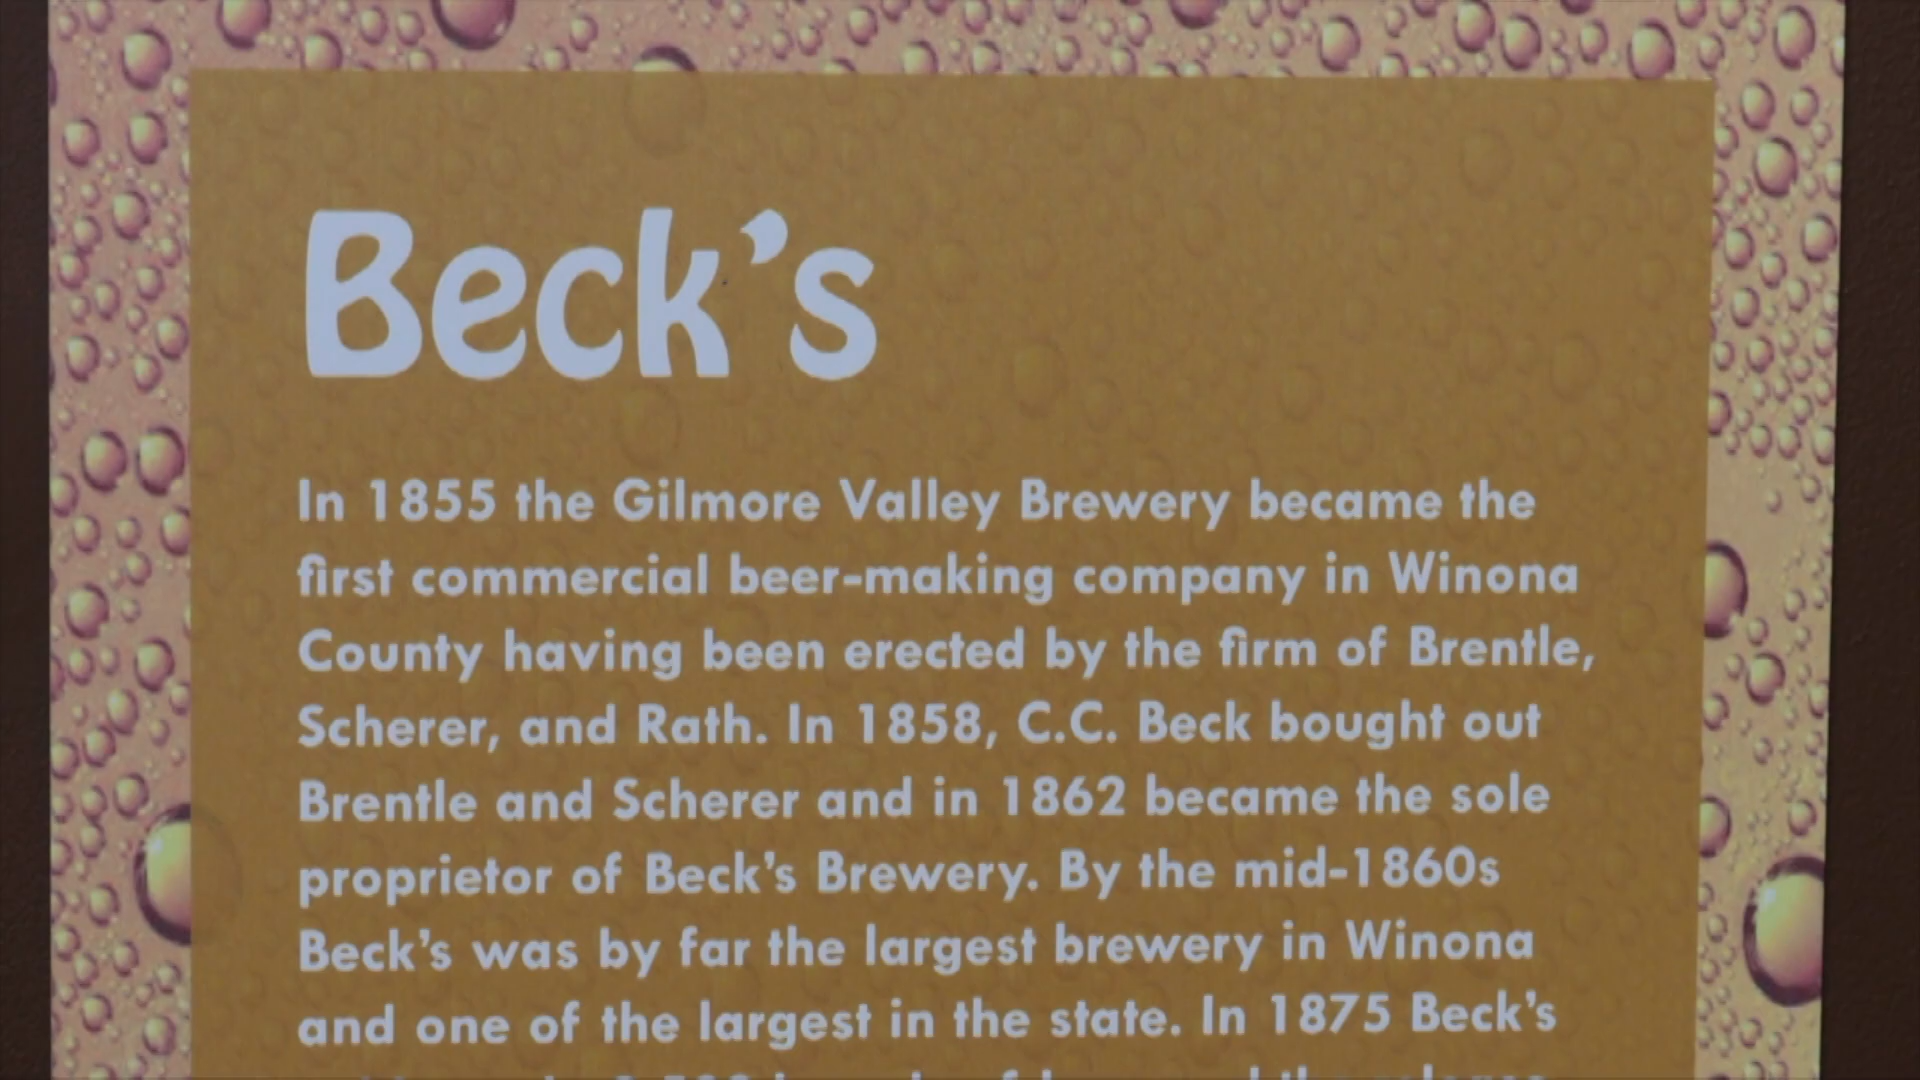 Beck's
In 1855 the Gilmore Valley Brewery became the
first commercial beer-making company in Winona
County having been erected by the firm of Brentle,
Scherer, and Rath. In 1858, C.C. Beck bought out
Brentle and Scherer and in 1862 became the sole
proprietor of Beck's Brewery. By the mid-1860s
Beck's was by far the largest brewery in Winona
and one of the largest in the state. In 1875 Beck's